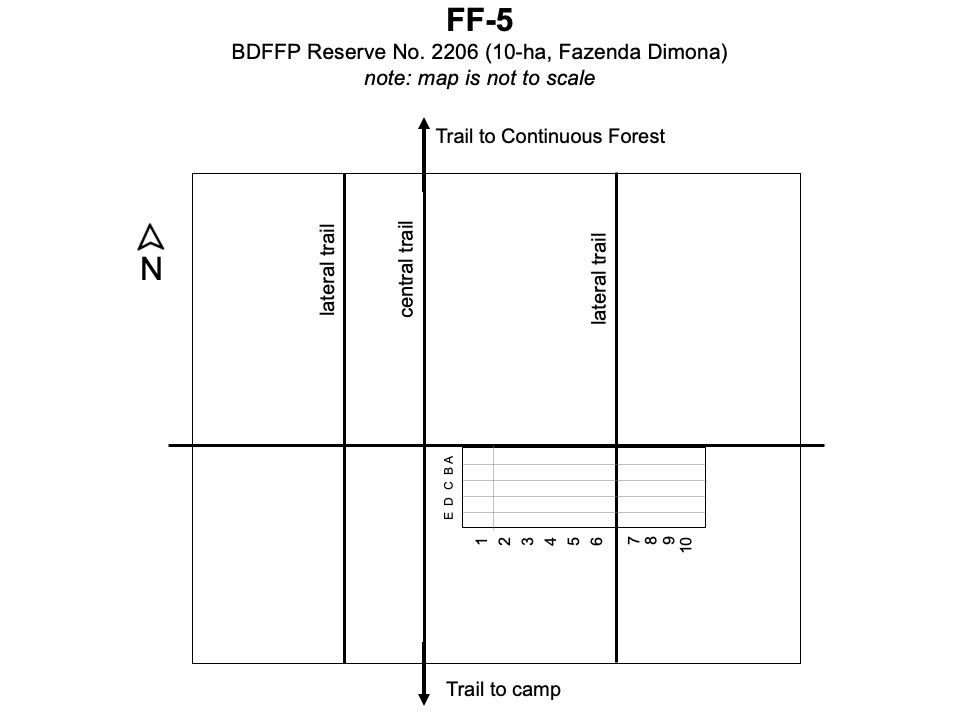 FF-5
BDFFP Reserve No. 2206 (10-ha, Fazenda Dimona)
note: map is not to scale
Trail to Continuous Forest
lateral trail
central trail
lateral trail
N
E D C B A
1 2 3 4 5 6 7 8 9 10
Trail to camp